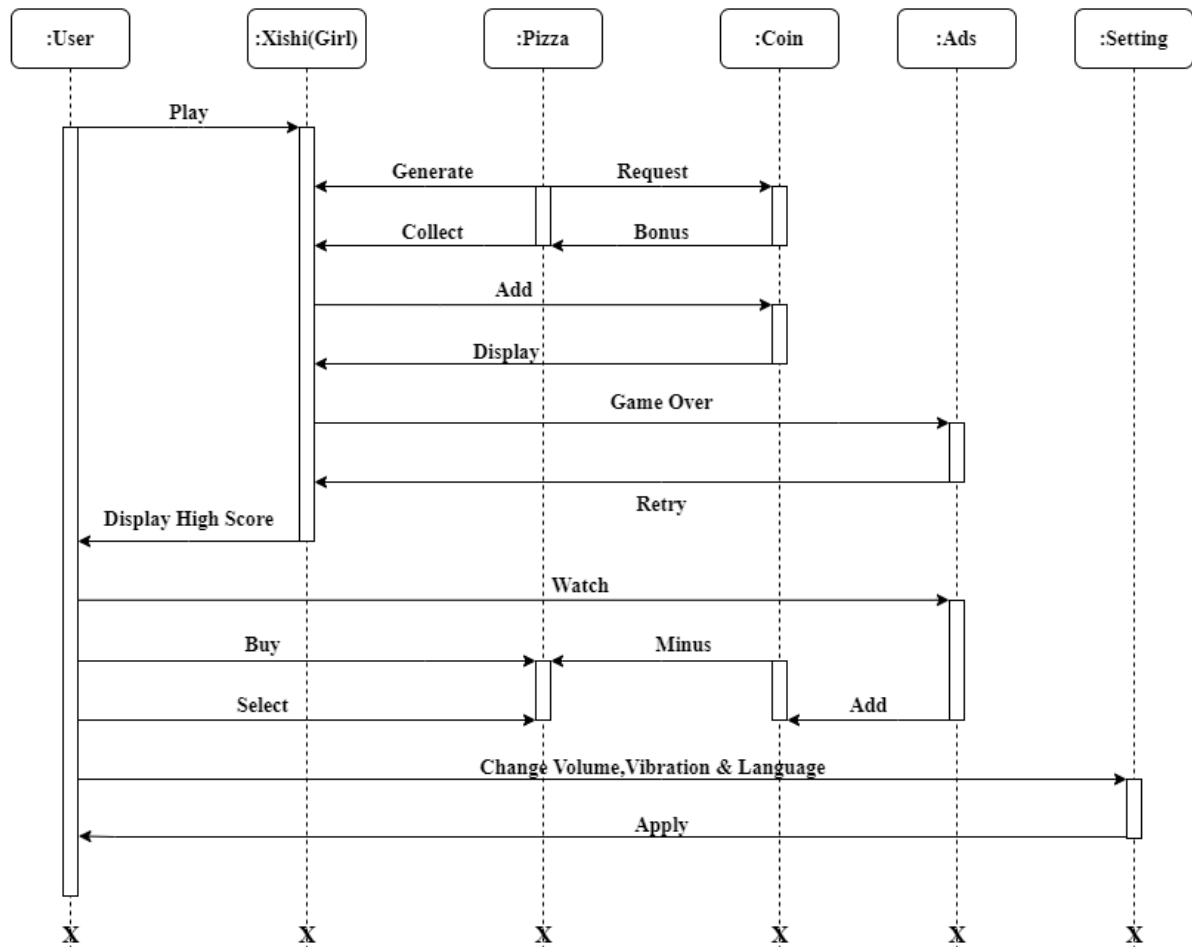 :User
:Xishi(Girl)
:Pizza
:Coin
:Ads
:Setting
Play
Generate
Request
Collect
Bonus
Add
Display
Game Over
Retry
Display High Score
Watch
Buy
Minus
Select
Add
Change Volume,Vibration & Language
Apply
X
X
X
X
X
X